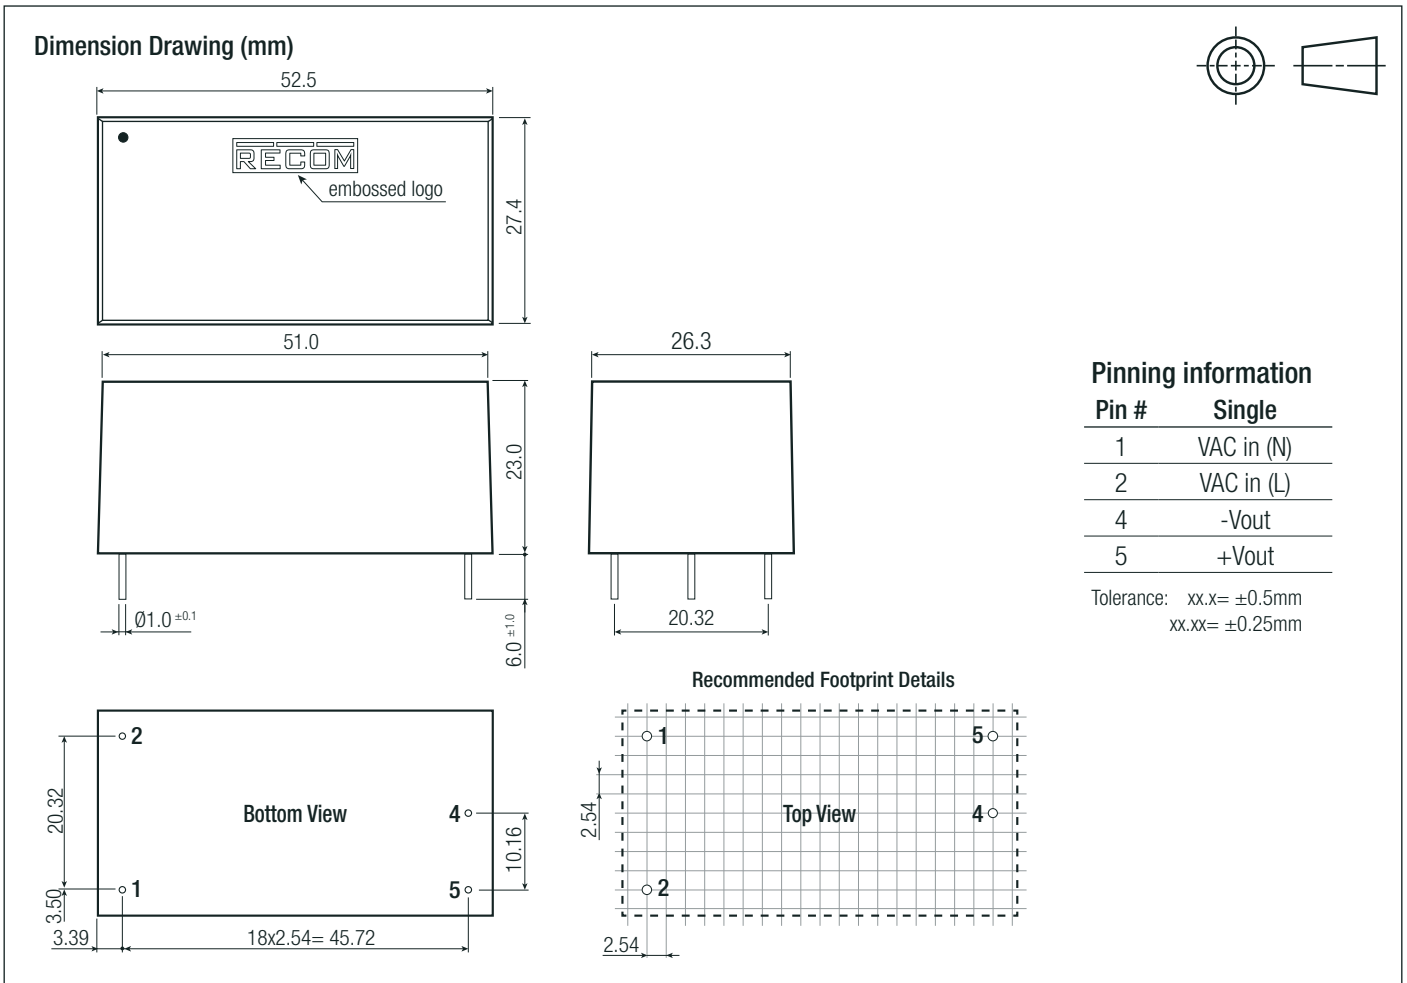 Dimension Drawing (mm)
52.5
RECOM
embossed logo
27.4
51.0
23.0
Ø1.0 ±0.1
6.0 ±1.0
26.3
20.32
Pinning information
Pin # Single
1 VAC in (N)
2 VAC in (L)
4 -Vout
5 +Vout
Tolerance: xx.x= ±0.5mm
xx.xx= ±0.25mm
2
20.32
Bottom View
4
10.16
1
5
3.50
3.39
18x2.54= 45.72
Recommended Footprint Details
1
5
2.54
Top View
4
2
2.54